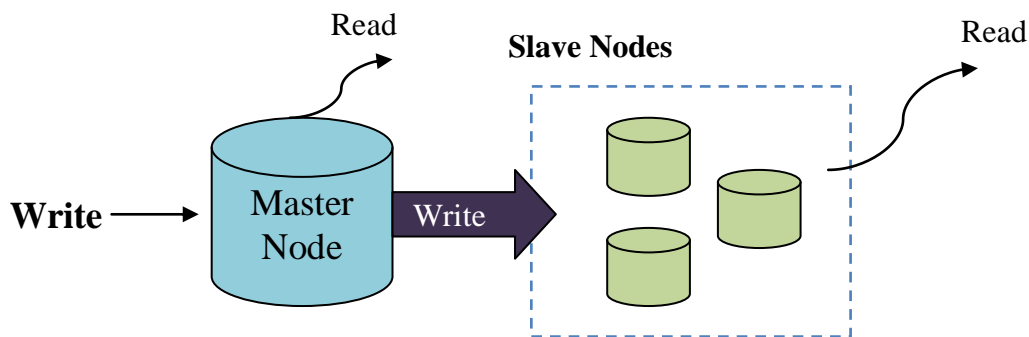 Read
Slave Nodes
Read
Write
Master
Node
Write